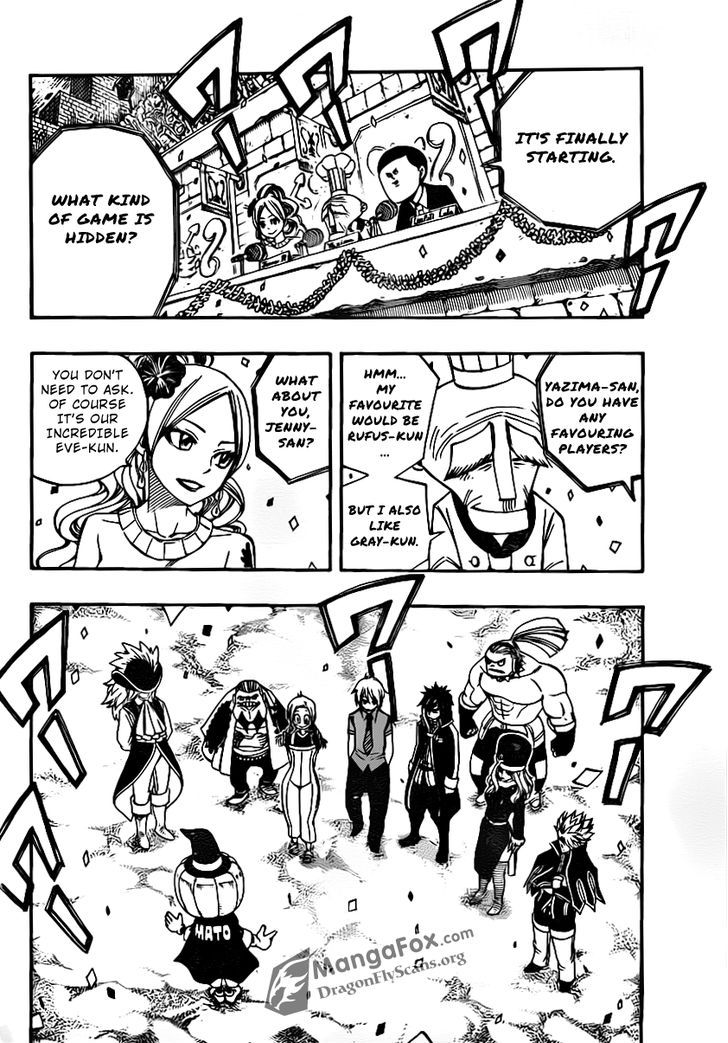 IT'S FINALLY
STARTING.
WHAT KIND
OF GAME IS
HIDDEN?
YAZIMA-SAN,
DO YOU HAVE
ANY
FAVOURING
PLAYERS?
HMM...
MY
FAVOURITE
WOULD BE
RUFUS-KUN
...
BUT I ALSO
LIKE
GRAY-KUN.
WHAT
ABOUT
YOU,
JENNY-
SAN?
YOU DON'T
NEED TO ASK.
OF COURSE
IT'S OUR
INCREDIBLE
EVE-KUN.
MATO
MangaFox.com
DragonFlyScans.org